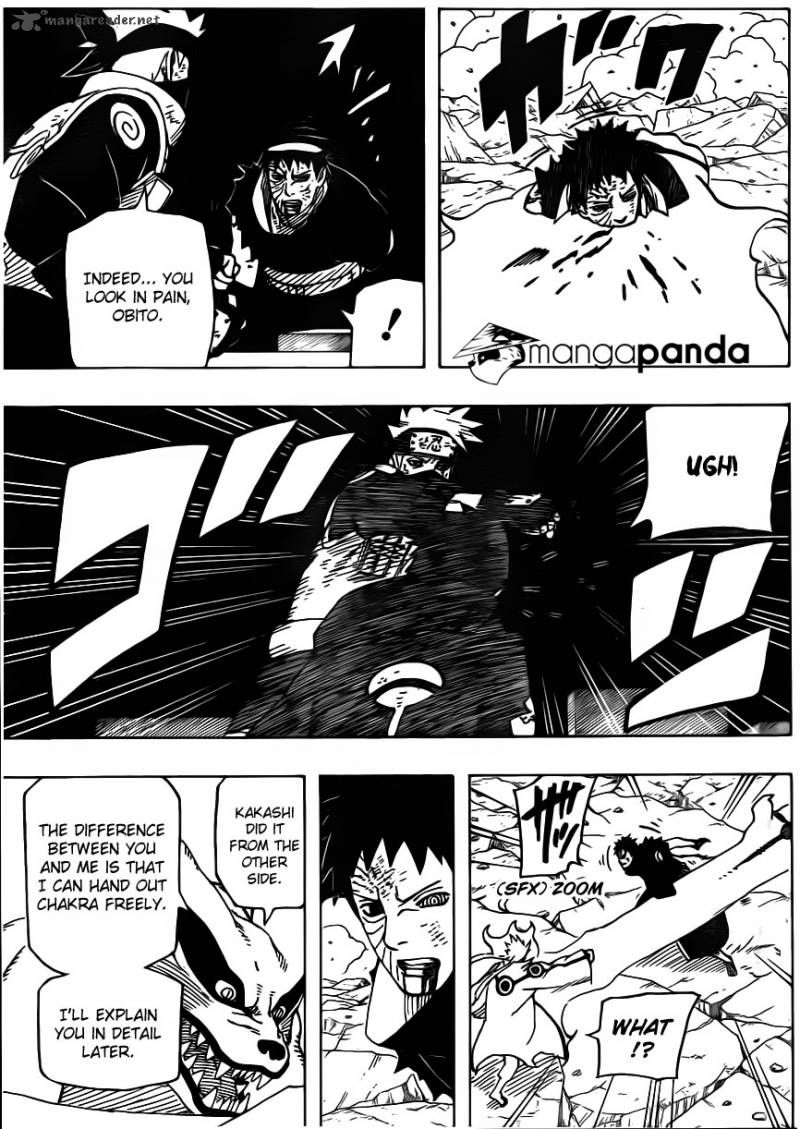 mangareader.net
ガク
mangapanda
!
INDEED... YOU
LOOK IN PAIN,
OBITO.
UGH!
ゴッ
ザッ
(SFX) ZOOM
WHAT
!?
KAKASHI
DID IT
FROM THE
OTHER
SIDE.
THE DIFFERENCE
BETWEEN YOU
AND ME IS THAT
I CAN HAND OUT
CHAKRA FREELY.
I'LL EXPLAIN
YOU IN DETAIL
LATER.